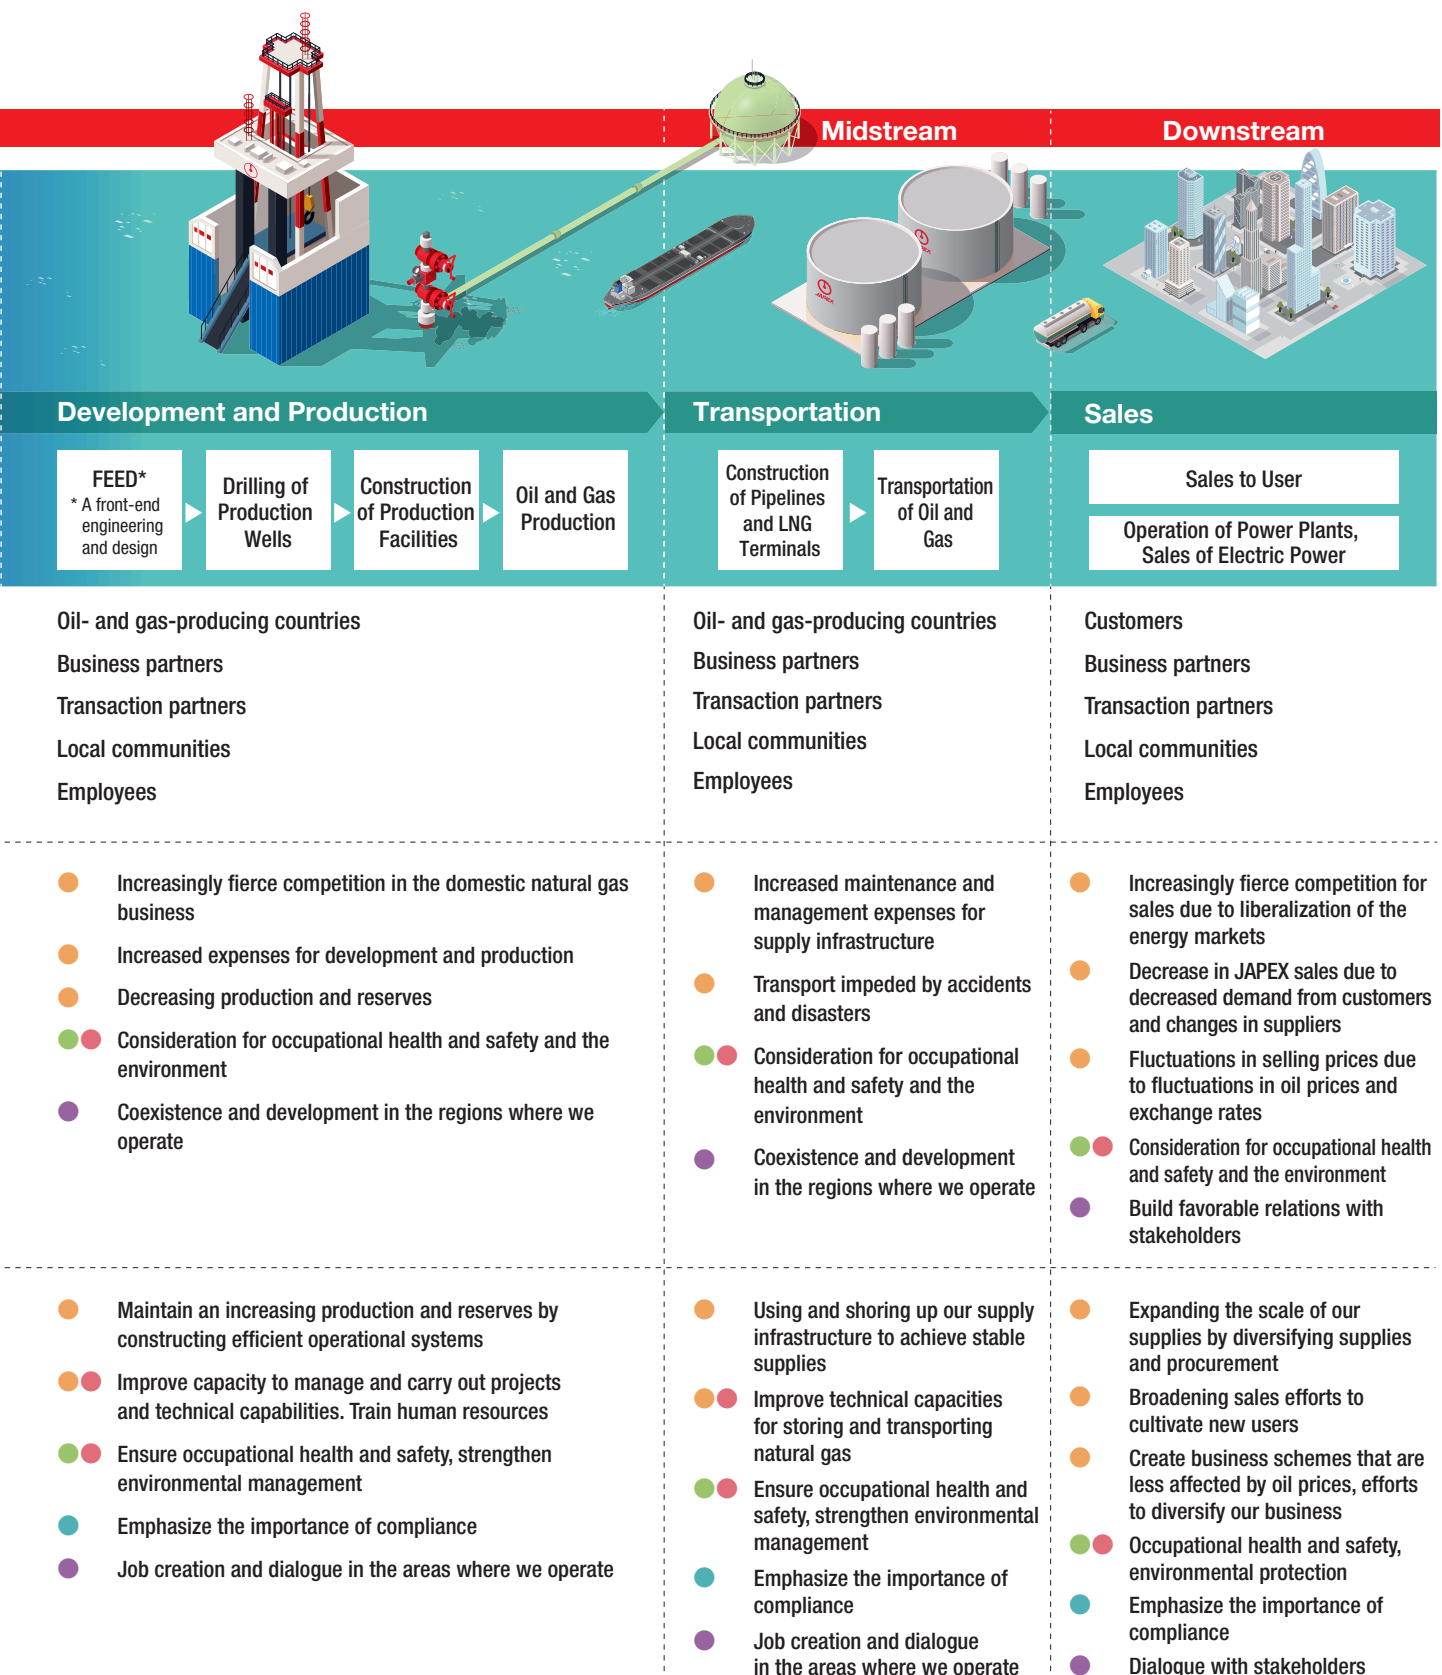 Midstream
Downstream
JAPEX
JAPEX
Development and Production
FEED*
* A front-end
engineering
and design
Drilling of
Production
Wells
Construction
of Production
Facilities
Oil and Gas
Production
Transportation
Construction
of Pipelines
and LNG
Terminals
Transportation
of Oil and
Gas
Sales
Sales to User
Operation of Power Plants,
Sales of Electric Power
Oil- and gas-producing countries
Business partners
Transaction partners
Local communities
Employees
Oil- and gas-producing countries
Business partners
Transaction partners
Local communities
Employees
Customers
Business partners
Transaction partners
Local communities
Employees
Increasingly fierce competition in the domestic natural gas
business
Increased expenses for development and production
Decreasing production and reserves
Consideration for occupational health and safety and the
environment
Coexistence and development in the regions where we
operate
Increased maintenance and
management expenses for
supply infrastructure
Transport impeded by accidents
and disasters
Consideration for occupational
health and safety and the
environment
Coexistence and development
in the regions where we operate
Increasingly fierce competition for
sales due to liberalization of the
energy markets
Decrease in JAPEX sales due to
decreased demand from customers
and changes in suppliers
Fluctuations in selling prices due
to fluctuations in oil prices and
exchange rates
Consideration for occupational health
and safety and the environment
Build favorable relations with
stakeholders
Maintain an increasing production and reserves by
constructing efficient operational systems
Improve capacity to manage and carry out projects
and technical capabilities. Train human resources
Ensure occupational health and safety, strengthen
environmental management
Emphasize the importance of compliance
Job creation and dialogue in the areas where we operate
Using and shoring up our supply
infrastructure to achieve stable
supplies
Improve technical capacities
for storing and transporting
natural gas
Ensure occupational health and
safety, strengthen environmental
management
Emphasize the importance of
compliance
Job creation and dialogue
in the areas where we operate
Expanding the scale of our
supplies by diversifying supplies
and procurement
Broadening sales efforts to
cultivate new users
Create business schemes that are
less affected by oil prices, efforts
to diversify our business
Occupational health and safety,
environmental protection
Emphasize the importance of
compliance
Dialogue with stakeholders